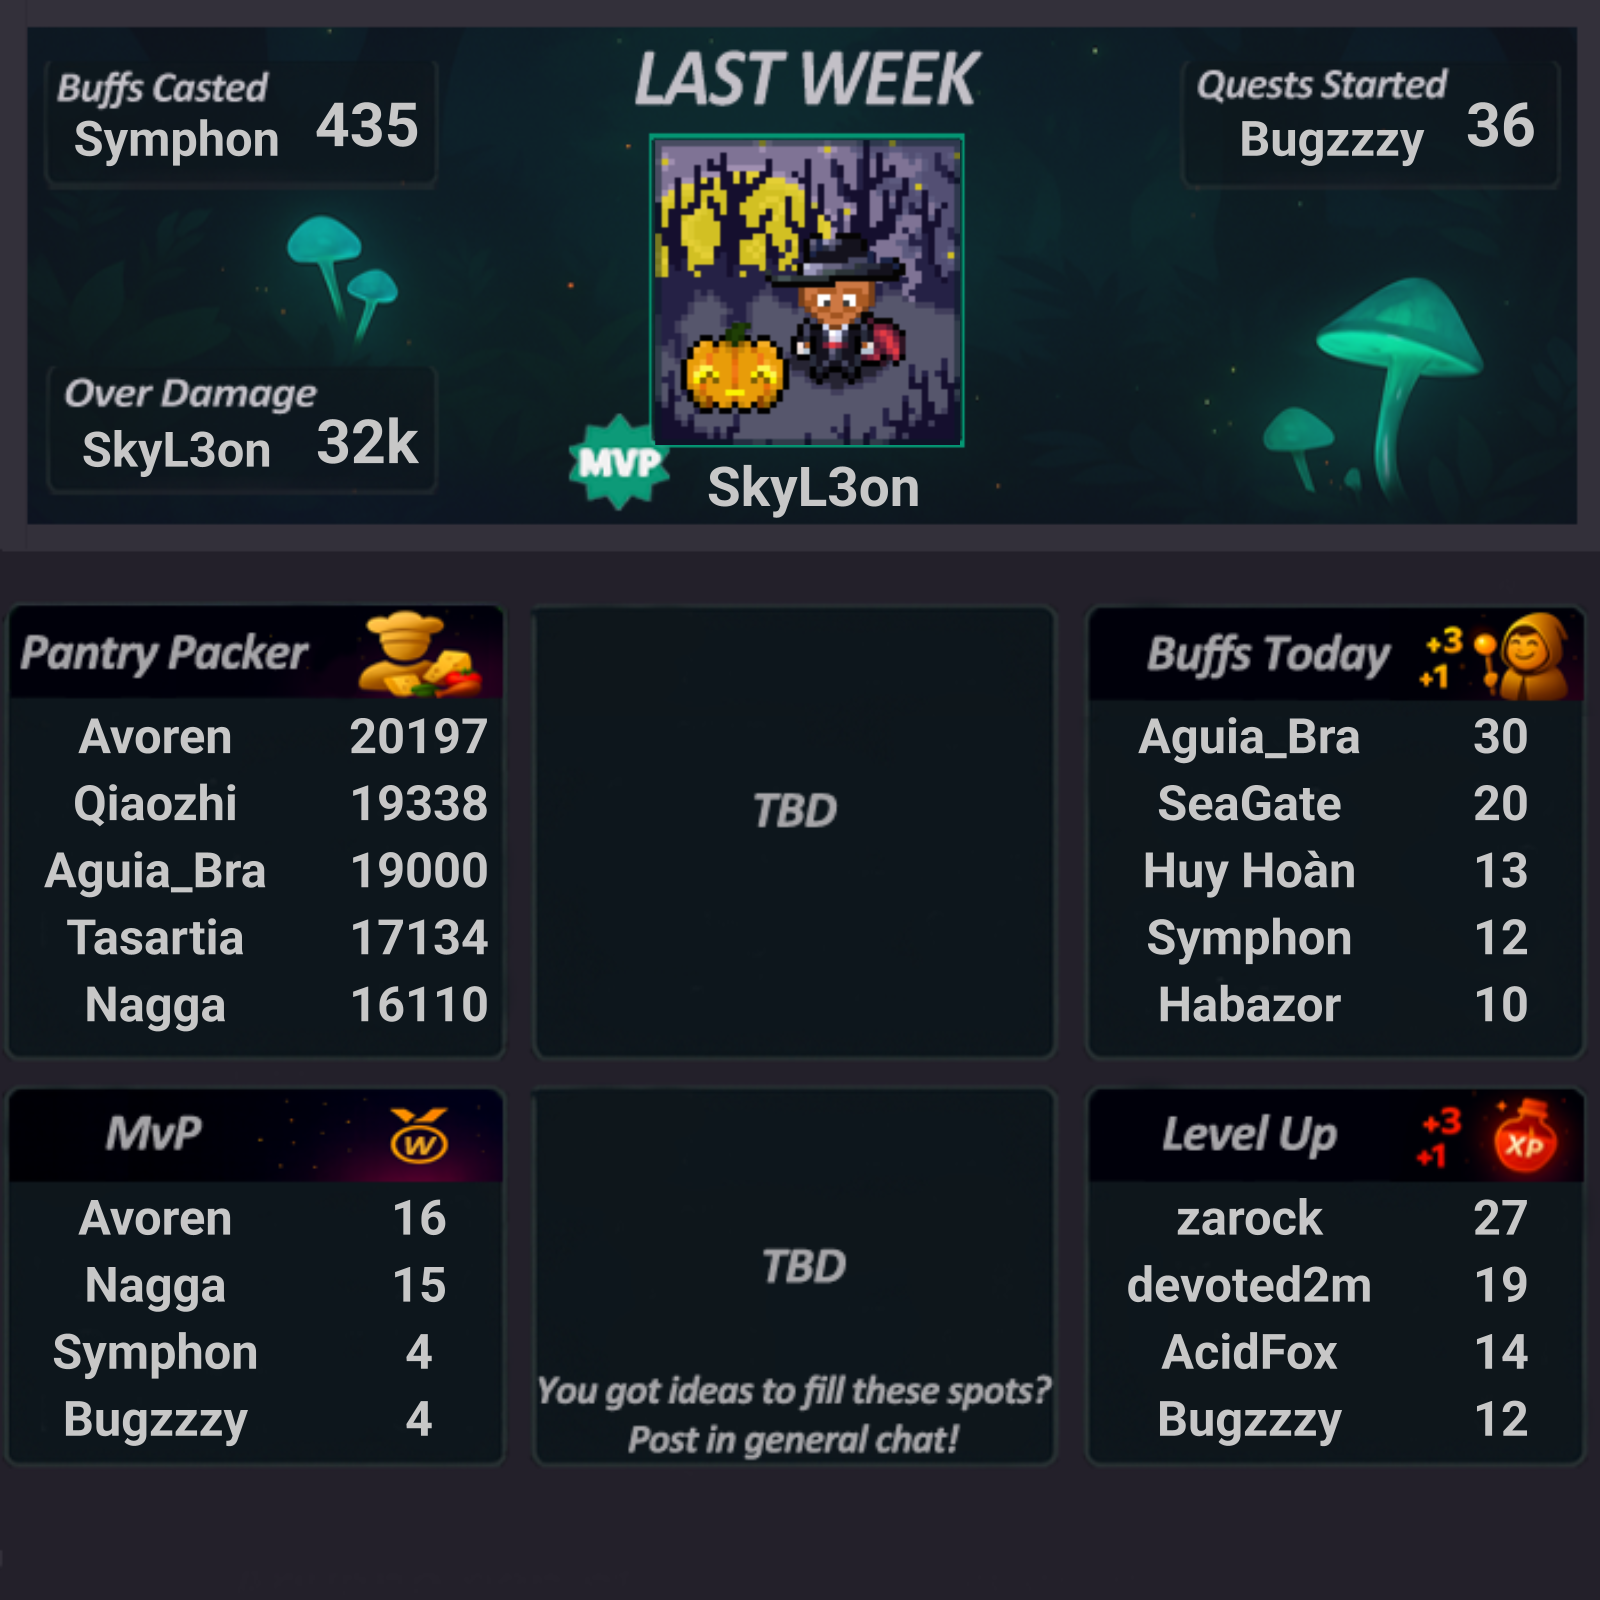 LAST WEEK
Buffs Casted
Symphon 435
Quests Started
Bugzzzy 36
Over Damage
SkyL3on 32k
MVP
SkyL3on
Pantry Packer
Avoren 20197
Qiaozhi 19338
Aguia_Bra 19000
Tasartia 17134
Nagga 16110
TBD
Buffs Today +3 +1
Aguia_Bra 30
SeaGate 20
Huy Hoàn 13
Symphon 12
Habazor 10
MvP W
Avoren 16
Nagga 15
Symphon 4
Bugzzzy 4
TBD
You got ideas to fill these spots?
Post in general chat!
Level Up +3 +1 XP
zarock 27
devoted2m 19
AcidFox 14
Bugzzzy 12